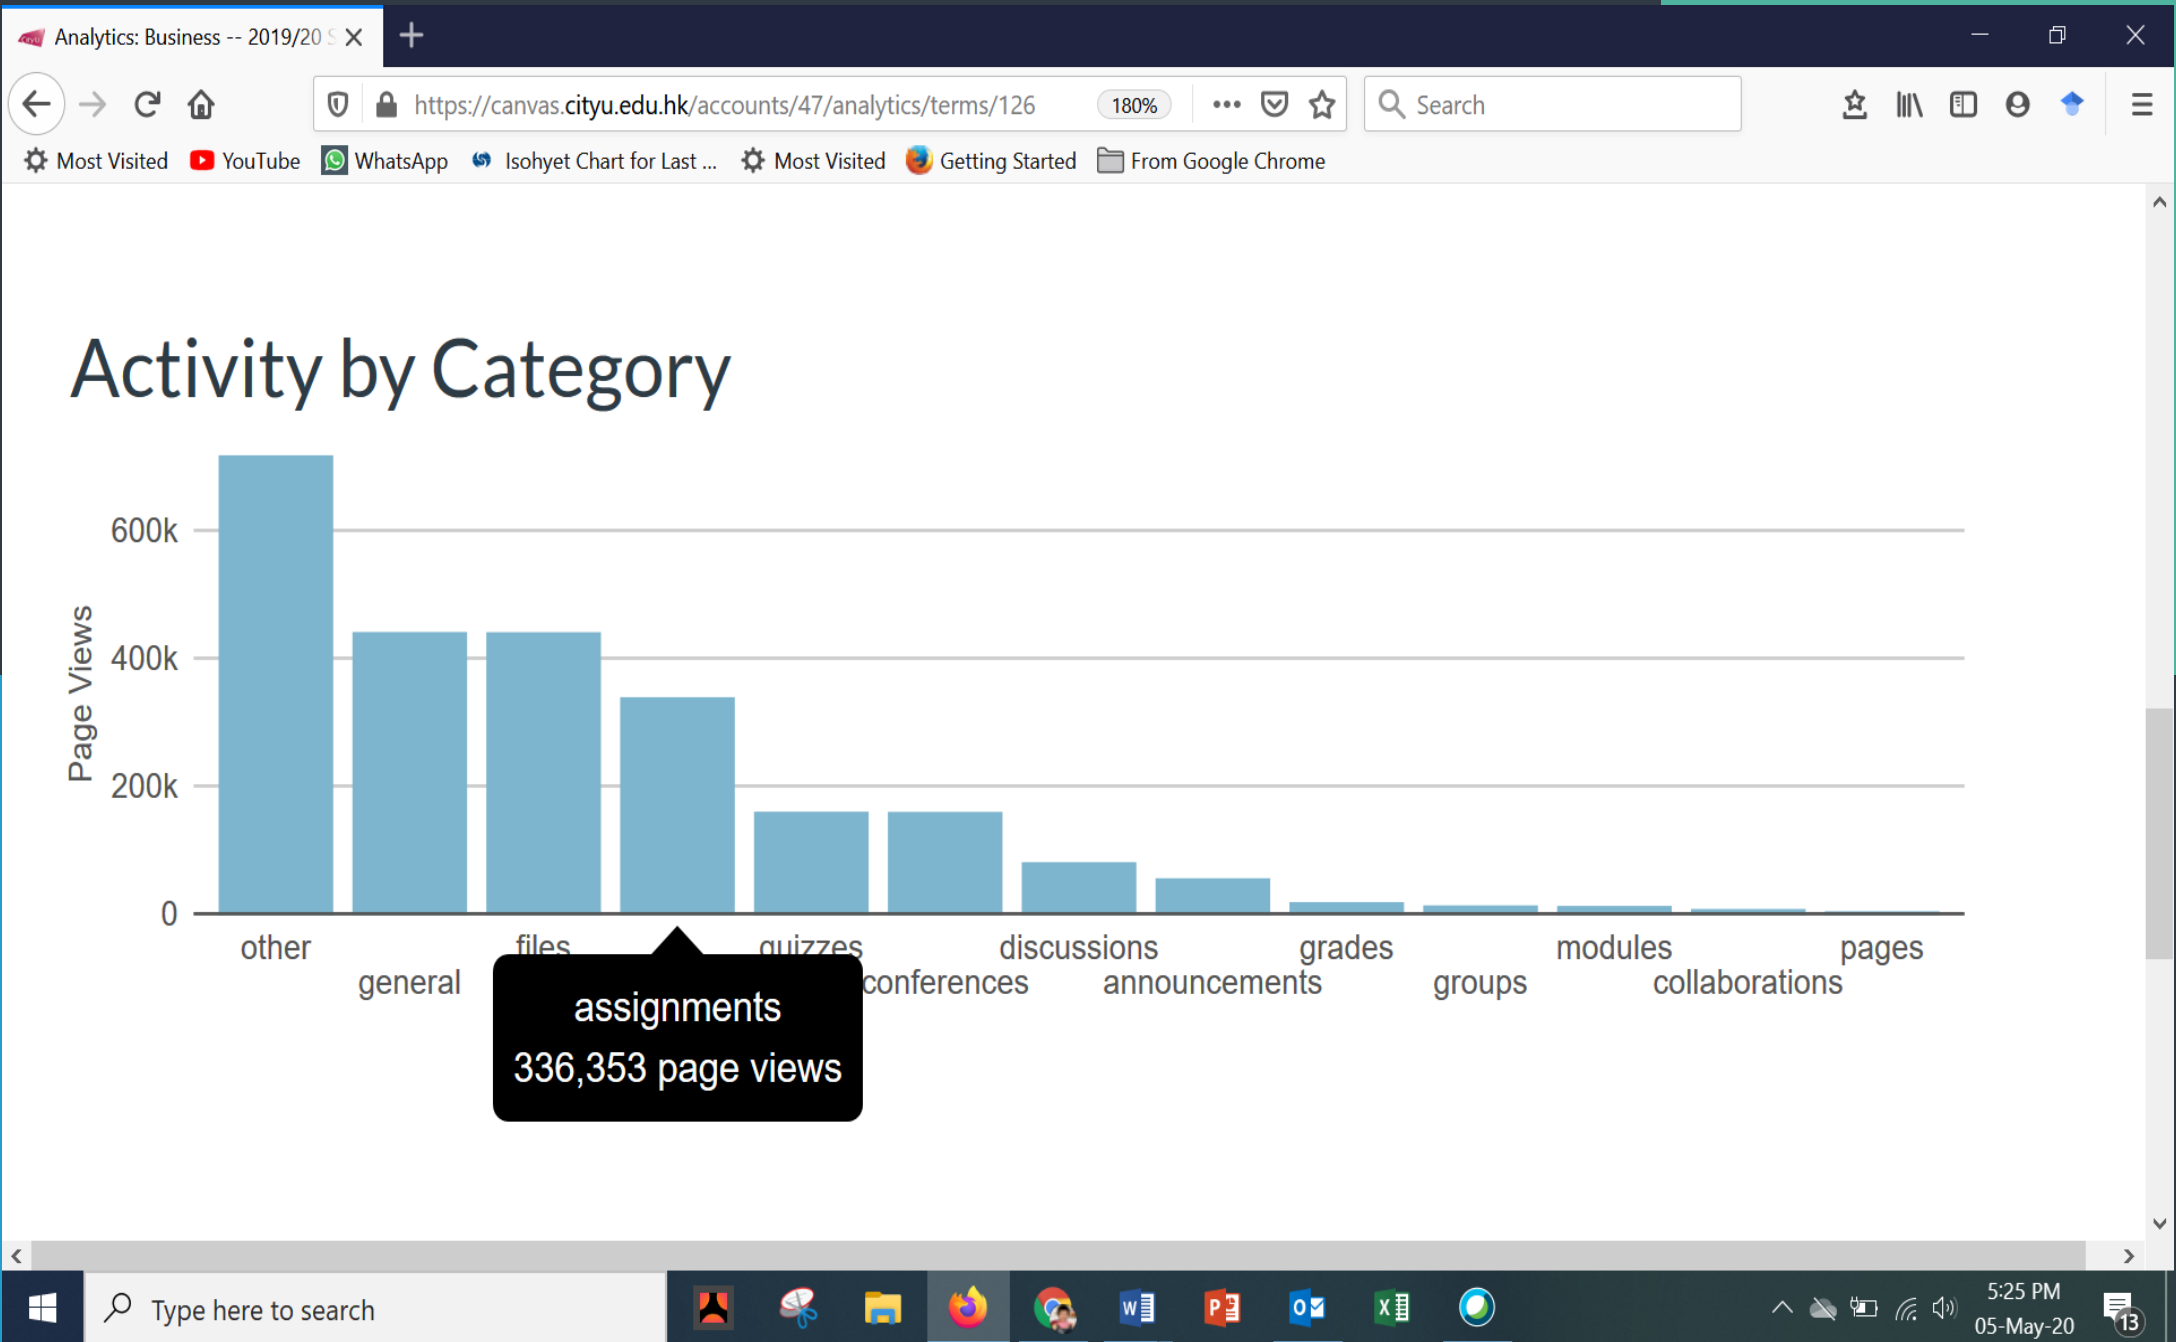 Analytics: Business -- 2019/20 S
https://canvas.cityu.edu.hk/accounts/47/analytics/terms/126
180%
Search
Most Visited
YouTube
WhatsApp
Isohyet Chart for Last ...
Most Visited
Getting Started
From Google Chrome
Activity by Category
Page Views
600k
400k
200k
0
other
files
quizzes
discussions
grades
modules
pages
general
conferences
announcements
groups
collaborations
assignments
336,353 page views
Type here to search
5:25 PM
05-May-20
13